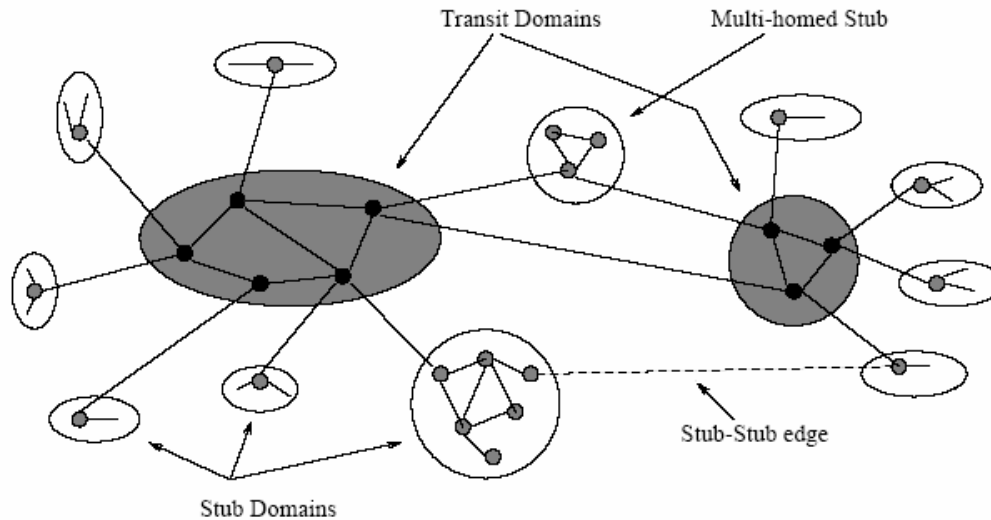 Transit Domains
Multi-homed Stub
Stub-Stub edge
Stub Domains